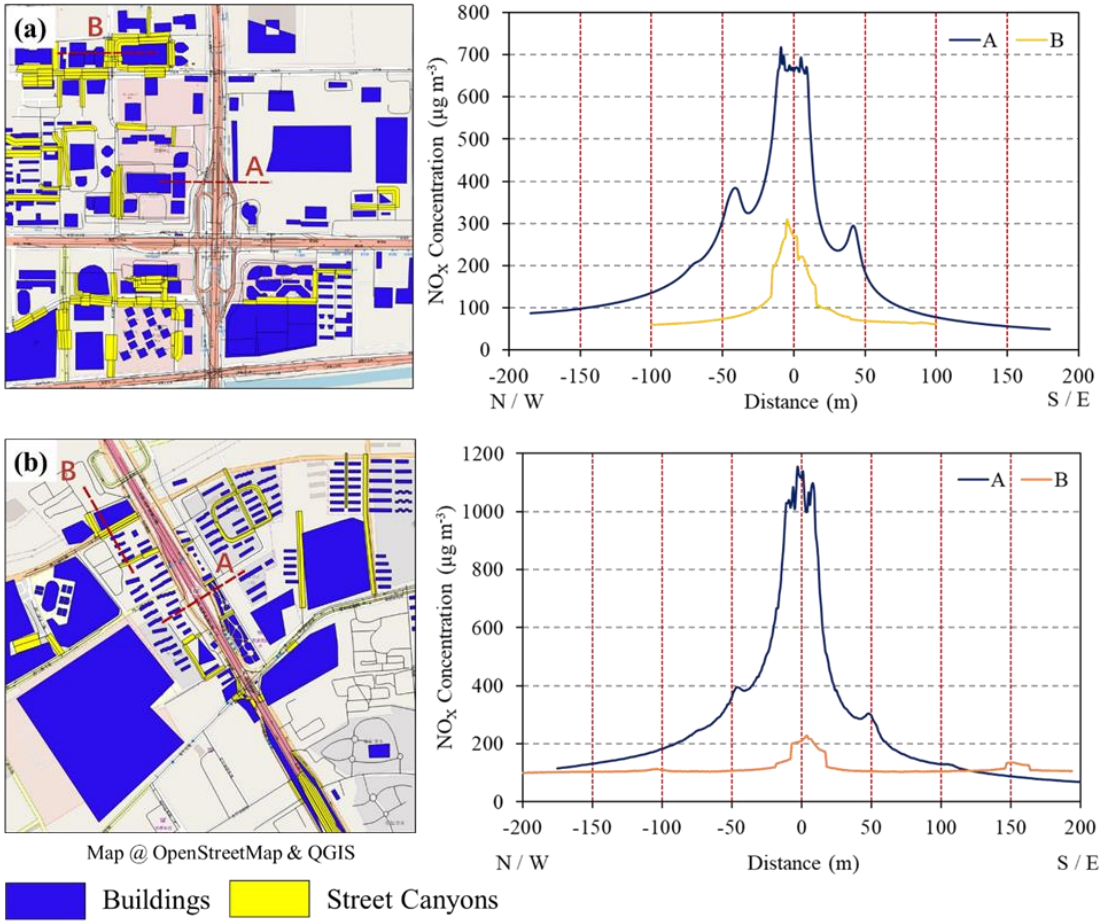 (a)
B
A
NOX Concentration (µg m-3)
800
700
600
500
400
300
200
100
0
A
B
-200
-150
-100
-50
0
50
100
150
200
N / W
Distance (m)
S / E
(b)
B
A
NOX Concentration (µg m-3)
1200
1000
800
600
400
200
0
A
B
-200
-150
-100
-50
0
50
100
150
200
N / W
Distance (m)
S / E
Map @ OpenStreetMap & QGIS
Buildings
Street Canyons